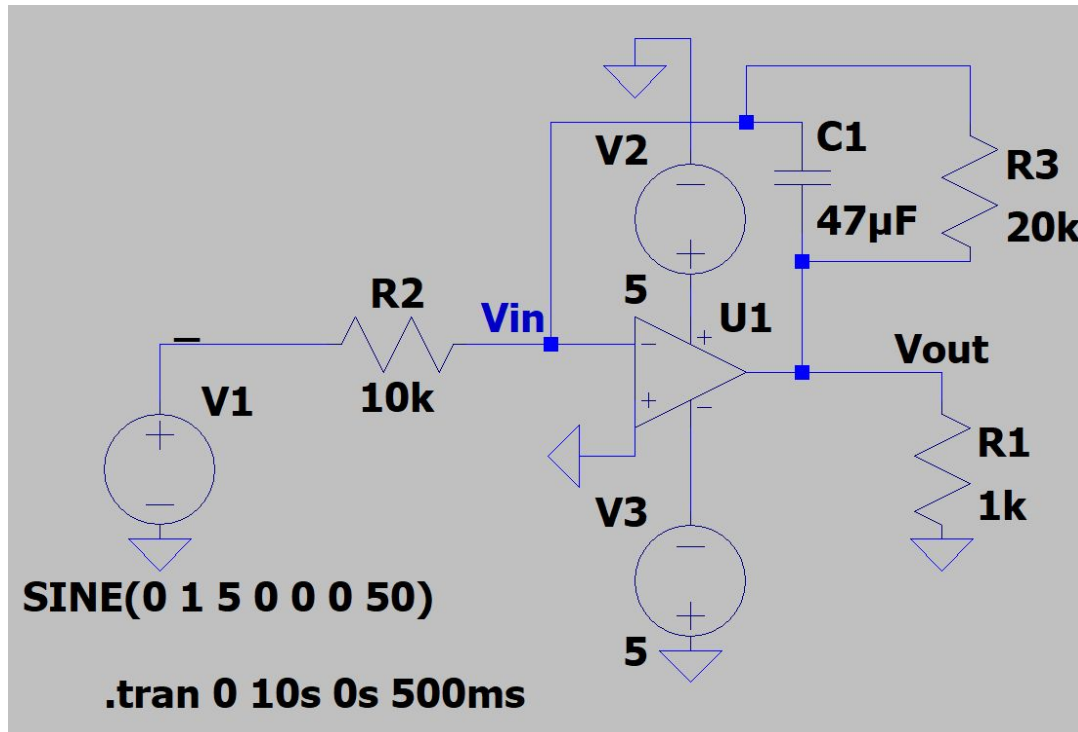 V2
C1
47µF
R3
20k
5
U1
R2
10k
Vin
Vout
V1
R1
1k
V3
5
SINE(0 1 5 0 0 0 50)
.tran 0 10s 0s 500ms